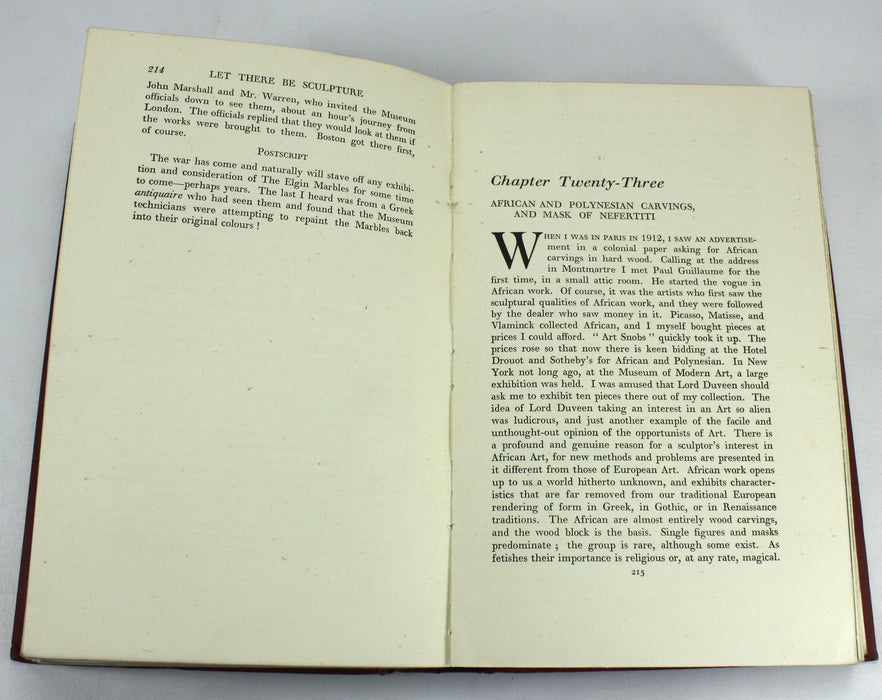 214
LET THERE BE SCULPTURE
John Marshall and Mr. Warren, who invited the Museum
officials down to see them, about an hour's journey from
London. The officials replied that they would look at them if
the works were brought to them. Boston got there first,
of course.
Postscript
The war has come and naturally will stave off any exhibi-
tion and consideration of The Elgin Marbles for some time
to come—perhaps years. The last I heard was from a Greek
antiquaire who had seen them and found that the Museum
technicians were attempting to repaint the Marbles back
into their original colours !
Chapter Twenty-Three
AFRICAN AND POLYNESIAN CARVINGS,
AND MASK OF NEFERTITI
WHEN I WAS IN PARIS IN 1912, I SAW AN ADVERTISE-
ment in a colonial paper asking for African
carvings in hard wood. Calling at the address
in Montmartre I met Paul Guillaume for the
first time, in a small attic room. He started the vogue in
African work. Of course, it was the artists who first saw the
sculptural qualities of African work, and they were followed
by the dealer who saw money in it. Picasso, Matisse, and
Vlaminck collected African, and I myself bought pieces at
prices I could afford. " Art Snobs " quickly took it up. The
prices rose so that now there is keen bidding at the Hotel
Drouot and Sotheby's for African and Polynesian. In New
York not long ago, at the Museum of Modern Art, a large
exhibition was held. I was amused that Lord Duveen should
ask me to exhibit ten pieces there out of my collection. The
idea of Lord Duveen taking an interest in an Art so alien
was ludicrous, and just another example of the facile and
unthought-out opinion of the opportunists of Art. There is
a profound and genuine reason for a sculptor's interest in
African Art, for new methods and problems are presented in
it different from those of European Art. African work opens
up to us a world hitherto unknown, and exhibits character-
istics that are far removed from our traditional European
rendering of form in Greek, in Gothic, or in Renaissance
traditions. The African are almost entirely wood carvings,
and the wood block is the basis. Single figures and masks
predominate ; the group is rare, although some exist. As
fetishes their importance is religious or, at any rate, magical.
215